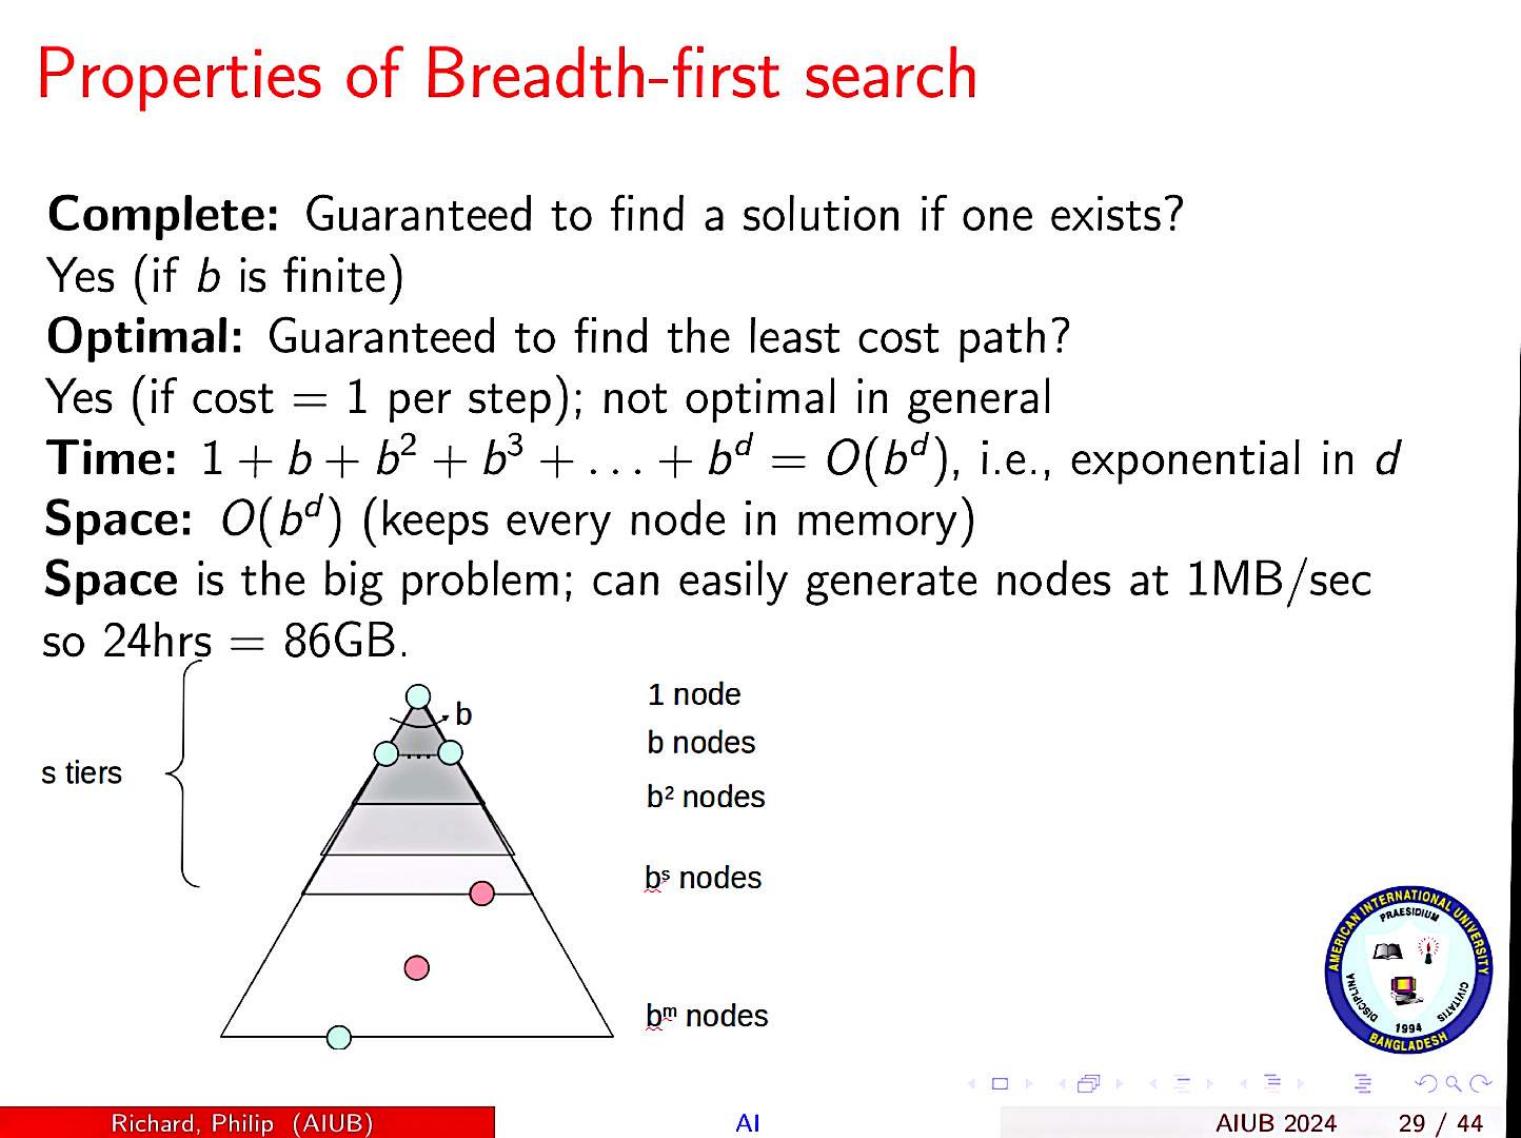 Properties of Breadth-first search
Complete: Guaranteed to find a solution if one exists?
Yes (if b is finite)
Optimal: Guaranteed to find the least cost path?
Yes (if cost = 1 per step); not optimal in general
Time: 1 + b + b² + b³ + . . . + bᵈ = O(bᵈ), i.e., exponential in d
Space: O(bᵈ) (keeps every node in memory)
Space is the big problem; can easily generate nodes at 1MB/sec
so 24hrs = 86GB.
1 node
b
b nodes
s tiers
b² nodes
bˢ nodes
bᵐ nodes
AMERICAN INTERNATIONAL UNIVERSITY
PRAESIDIUM
DISCIPLINA
CIVITATIS
1994
BANGLADESH
Richard, Philip (AIUB) AI AIUB 2024 29 / 44